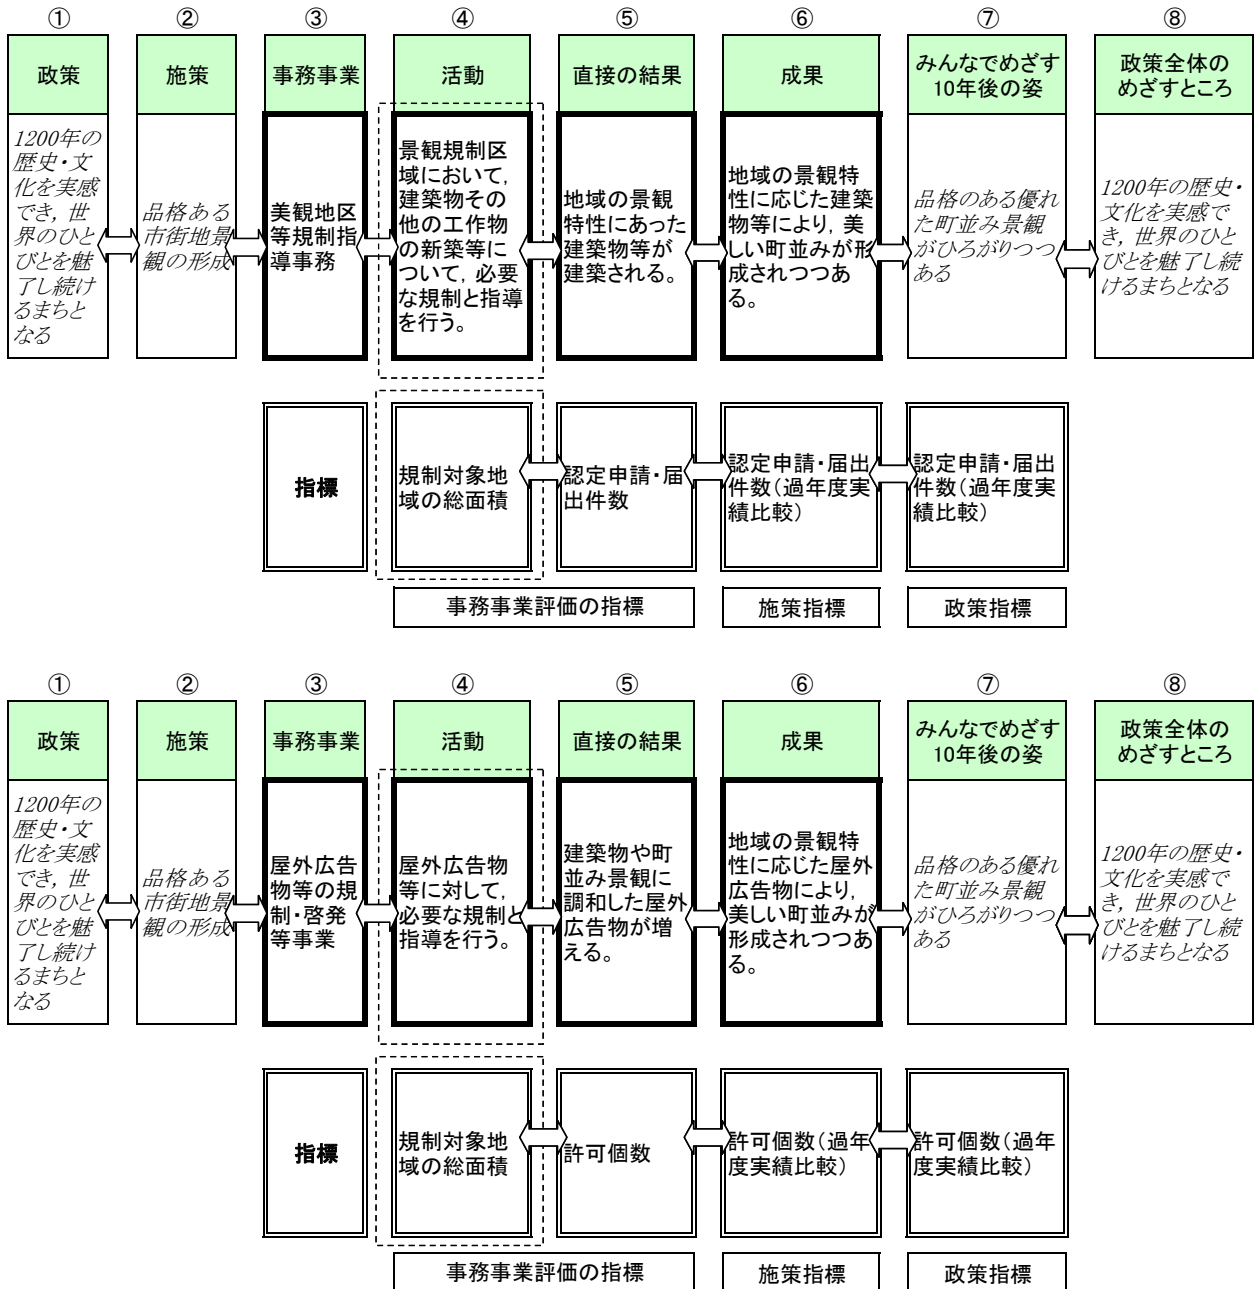 ① ② ③ ④ ⑤ ⑥ ⑦ ⑧
政策
施策
事務事業
活動
直接の結果
成果
みんなでめざす
10年後の姿
政策全体の
めざすところ
1200年の
歴史・文
化を実感
でき，世
界のひと
びとを魅
了し続け
るまちと
なる
品格ある
市街地景
観の形成
美観地区
等規制指
導事務
景観規制区
域において，
建築物その
他の工作物
の新築等に
ついて，必要
な規制と指導
を行う。
地域の景観
特性にあった
建築物等が
建築される。
地域の景観特
性に応じた建築
物等により，美
しい町並みが形
成されつつあ
る。
品格のある優れ
た町並み景観
がひろがりつつ
ある
1200年の歴史・
文化を実感で
き，世界のひと
びとを魅了し続
けるまちとなる
指標
規制対象地
域の総面積
認定申請・届
出件数
認定申請・届出
件数（過年度実
績比較）
認定申請・届出
件数（過年度実
績比較）
事務事業評価の指標
施策指標
政策指標
① ② ③ ④ ⑤ ⑥ ⑦ ⑧
政策
施策
事務事業
活動
直接の結果
成果
みんなでめざす
10年後の姿
政策全体の
めざすところ
1200年の
歴史・文
化を実感
でき，世
界のひと
びとを魅
了し続け
るまちと
なる
品格ある
市街地景
観の形成
屋外広告
物等の規
制・啓発
等事業
屋外広告物
等に対して，
必要な規制と
指導を行う。
建築物や町
並み景観に
調和した屋外
広告物が増
える。
地域の景観特
性に応じた屋外
広告物により，
美しい町並みが
形成されつつあ
る。
品格のある優れ
た町並み景観
がひろがりつつ
ある
1200年の歴史・
文化を実感で
き，世界のひと
びとを魅了し続
けるまちとなる
指標
規制対象地
域の総面積
許可個数
許可個数（過年
度実績比較）
許可個数（過年
度実績比較）
事務事業評価の指標
施策指標
政策指標